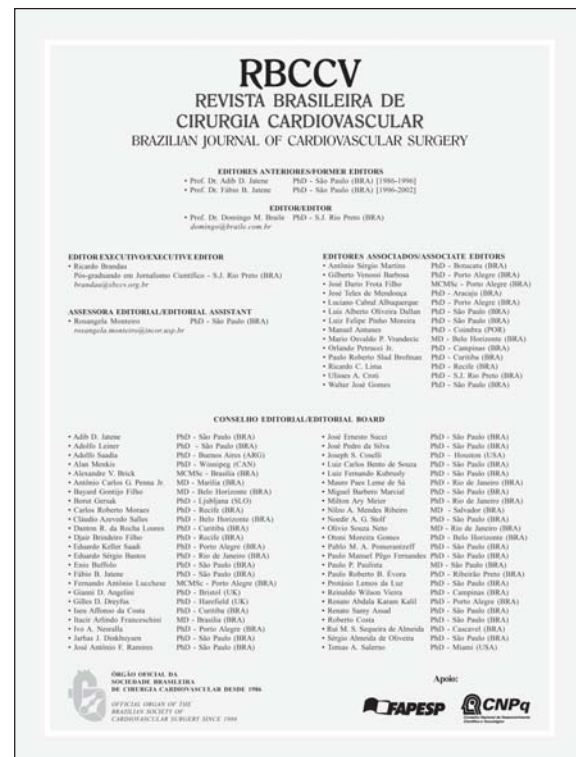 RBCCV
REVISTA BRASILEIRA DE
CIRURGIA CARDIOVASCULAR
BRAZILIAN JOURNAL OF CARDIOVASCULAR SURGERY
EDITORES ANTERIORES/FORMER EDITORS
• Prof. Dr. Adib D. Jatene PhD - São Paulo (BRA) [1986-1996]
• Prof. Dr. Fábio B. Jatene PhD - São Paulo (BRA) [1996-2002]
EDITOR/EDITOR
• Prof. Dr. Domingo M. Braile PhD - S.J. Rio Preto (BRA)
domingo@braile.com.br
EDITOR EXECUTIVO/EXECUTIVE EDITOR
• Ricardo Brandau
Pós-graduado em Jornalismo Científico - S.J. Rio Preto (BRA)
brandau@sbccv.org.br
ASSESSORA EDITORIAL/EDITORIAL ASSISTANT
• Rosangela Monteiro PhD - São Paulo (BRA)
rosangela.monteiro@incor.usp.br
EDITORES ASSOCIADOS/ASSOCIATE EDITORS
• Antônio Sérgio Martins PhD - Botucatu (BRA)
• Gilberto Venossi Barbosa PhD - Porto Alegre (BRA)
• José Dario Frota Filho MCMSc - Porto Alegre (BRA)
• José Teles de Mendonça PhD - Aracaju (BRA)
• Luciano Cabral Albuquerque PhD - Porto Alegre (BRA)
• Luis Alberto Oliveira Dallan PhD - São Paulo (BRA)
• Luiz Felipe Pinho Moreira PhD - São Paulo (BRA)
• Manuel Antunes PhD - Coimbra (POR)
• Mario Osvaldo P. Vrandecic MD - Belo Horizonte (BRA)
• Orlando Petrucci Jr. PhD - Campinas (BRA)
• Paulo Roberto Slud Brofman PhD - Curitiba (BRA)
• Ricardo C. Lima PhD - Recife (BRA)
• Ulisses A. Croti PhD - S.J. Rio Preto (BRA)
• Walter José Gomes PhD - São Paulo (BRA)
CONSELHO EDITORIAL/EDITORIAL BOARD
• Adib D. Jatene PhD - São Paulo (BRA)
• Adolfo Leirner PhD - São Paulo (BRA)
• Adolfo Saadia PhD - Buenos Aires (ARG)
• Alan Menkis PhD - Winnipeg (CAN)
• Alexandre V. Brick MCMSc - Brasília (BRA)
• Antônio Carlos G. Penna Jr. MD - Marília (BRA)
• Bayard Gontijo Filho MD - Belo Horizonte (BRA)
• Borut Gersak PhD - Ljubljana (SLO)
• Carlos Roberto Moraes PhD - Recife (BRA)
• Cláudio Azevedo Salles PhD - Belo Horizonte (BRA)
• Danton R. da Rocha Loures PhD - Curitiba (BRA)
• Djair Brindeiro Filho PhD - Recife (BRA)
• Eduardo Keller Saadi PhD - Porto Alegre (BRA)
• Eduardo Sérgio Bastos PhD - Rio de Janeiro (BRA)
• Enio Buffolo PhD - São Paulo (BRA)
• Fábio B. Jatene PhD - São Paulo (BRA)
• Fernando Antônio Lucchese MCMSc - Porto Alegre (BRA)
• Gianni D. Angelini PhD - Bristol (UK)
• Gilles D. Dreyfus PhD - Harefield (UK)
• Iseu Affonso da Costa PhD - Curitiba (BRA)
• Itacir Arlindo Franceschini MD - Brasília (BRA)
• Ivo A. Nesralla PhD - Porto Alegre (BRA)
• Jarbas J. Dinkhuysen PhD - São Paulo (BRA)
• José Antônio F. Ramires PhD - São Paulo (BRA)
• José Ernesto Succi PhD - São Paulo (BRA)
• José Pedro da Silva PhD - São Paulo (BRA)
• Joseph S. Coselli PhD - Houston (USA)
• Luiz Carlos Bento de Souza PhD - São Paulo (BRA)
• Luiz Fernando Kubrusly PhD - São Paulo (BRA)
• Mauro Paes Leme de Sá PhD - Rio de Janeiro (BRA)
• Miguel Barbero Marcial PhD - São Paulo (BRA)
• Milton Ary Meier PhD - Rio de Janeiro (BRA)
• Nilzo A. Mendes Ribeiro MD - Salvador (BRA)
• Noedir A. G. Stolf PhD - São Paulo (BRA)
• Olivio Souza Neto MD - Rio de Janeiro (BRA)
• Otoni Moreira Gomes PhD - Belo Horizonte (BRA)
• Pablo M. A. Pomerantzeff PhD - São Paulo (BRA)
• Paulo Manuel Pêgo Fernandes PhD - São Paulo (BRA)
• Paulo P. Paulista MD - São Paulo (BRA)
• Paulo Roberto B. Évora PhD - Ribeirão Preto (BRA)
• Protásio Lemos da Luz PhD - São Paulo (BRA)
• Reinaldo Wilson Vieira PhD - Campinas (BRA)
• Renato Abdala Karam Kalil PhD - Porto Alegre (BRA)
• Renato Samy Assad PhD - São Paulo (BRA)
• Roberto Costa PhD - São Paulo (BRA)
• Rui M. S. Sequeira de Almeida PhD - Cascavel (BRA)
• Sérgio Almeida de Oliveira PhD - São Paulo (BRA)
• Tomas A. Salerno PhD - Miami (USA)
ÓRGÃO OFICIAL DA
SOCIEDADE BRASILEIRA
DE CIRURGIA CARDIOVASCULAR DESDE 1986
OFFICIAL ORGAN OF THE
BRAZILIAN SOCIETY OF
CARDIOVASCULAR SURGERY SINCE 1986
Apoio:
FAPESP
CNPq
Conselho Nacional de Desenvolvimento
Científico e Tecnológico